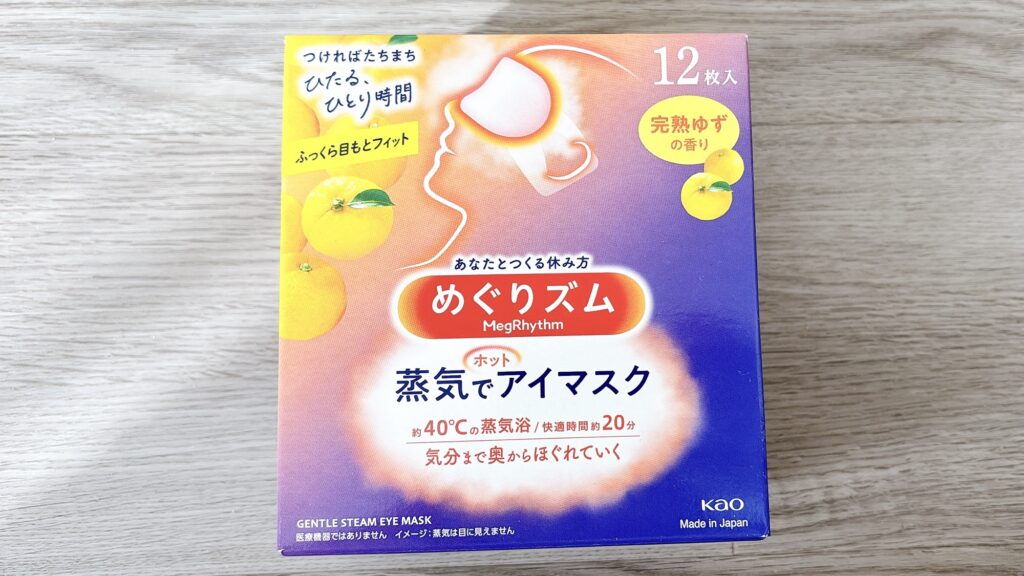 つければたちまち
ひたる、
ひとり時間
ふっくら目もとフィット
12枚入
完熟ゆず
の香り
あなたとつくる休み方
めぐりズム
MegRhythm
ホット
蒸気でアイマスク
約40℃の蒸気浴/快適時間約20分
気分まで奥からほぐれていく
Kao
Made in Japan
GENTLE STEAM EYE MASK
医療機器ではありません イメージ:蒸気は目に見えません